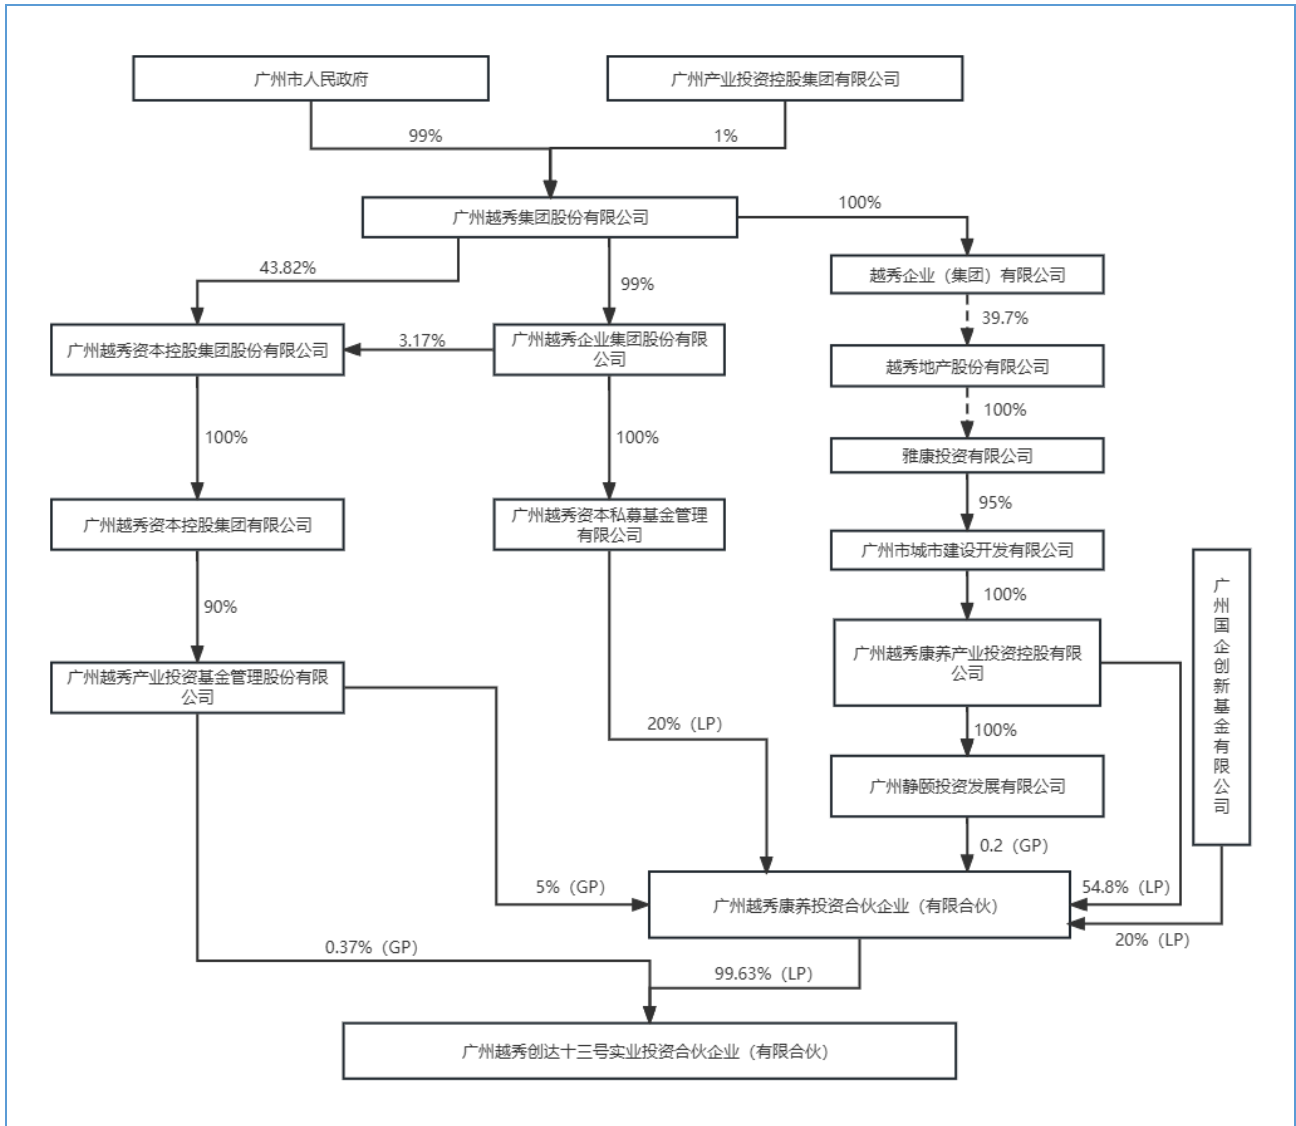 广州市人民政府
广州产业投资控股集团有限公司
99%
1%
广州越秀集团股份有限公司
100%
43.82%
99%
越秀企业（集团）有限公司
39.7%
广州越秀资本控股集团股份有限公司
3.17%
广州越秀企业集团股份有限
公司
越秀地产股份有限公司
100%
100%
100%
雅康投资有限公司
95%
广州越秀资本控股集团有限公司
广州越秀资本私募基金管理
有限公司
广州市城市建设开发有限公司
100%
90%
广州越秀康养产业投资控股有限
公司
广州国企创新基金有限公司
广州越秀产业投资基金管理股份有限
公司
20%（LP）
100%
广州静颐投资发展有限公司
0.2（GP）
5%（GP）
54.8%（LP）
广州越秀康养投资合伙企业（有限合伙）
20%（LP）
0.37%（GP）
99.63%（LP）
广州越秀创达十三号实业投资合伙企业（有限合伙）